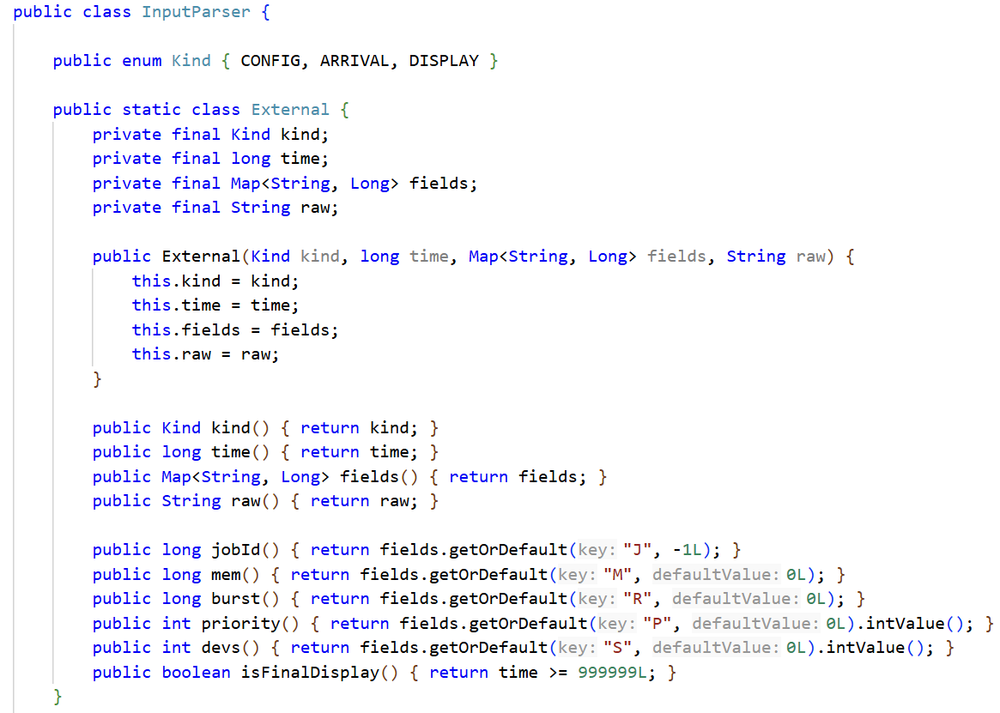 public class InputParser {
public enum Kind { CONFIG, ARRIVAL, DISPLAY }
public static class External {
private final Kind kind;
private final long time;
private final Map<String, Long> fields;
private final String raw;
public External(Kind kind, long time, Map<String, Long> fields, String raw) {
this.kind = kind;
this.time = time;
this.fields = fields;
this.raw = raw;
}
public Kind kind() { return kind; }
public long time() { return time; }
public Map<String, Long> fields() { return fields; }
public String raw() { return raw; }
public long jobId() { return fields.getOrDefault(key: "J", -1L); }
public long mem() { return fields.getOrDefault(key: "M", defaultValue: 0L); }
public long burst() { return fields.getOrDefault(key: "R", defaultValue: 0L); }
public int priority() { return fields.getOrDefault(key: "P", defaultValue: 0L).intValue(); }
public int devs() { return fields.getOrDefault(key: "S", defaultValue: 0L).intValue(); }
public boolean isFinalDisplay() { return time >= 999999L; }
}